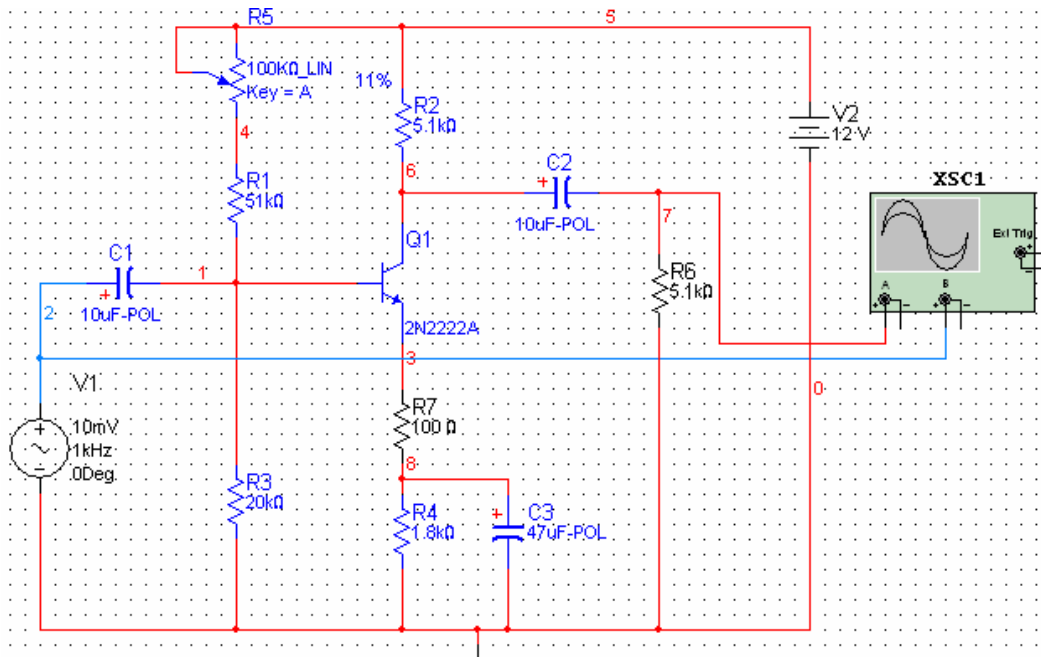 R5
5
100KΩ_LIN
Key = A
11%
R2
5.1kΩ
V2
12 V
4
6
C2
+
10uF-POL
XSC1
R1
51kΩ
7
Ext Trig
+
-
Q1
C1
1
+
10uF-POL
R6
5.1kΩ
A
B
+
-
+
-
2
2N2222A
3
V1
0
R7
100 Ω
+
10mV
1kHz
0Deg
-
8
R3
20kΩ
R4
1.8kΩ
+
C3
47uF-POL